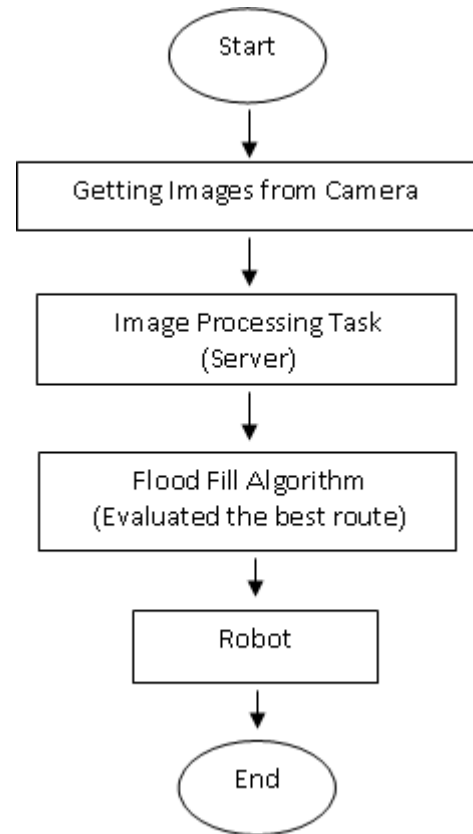 Start
Getting Images from Camera
Image Processing Task
(Server)
Flood Fill Algorithm
(Evaluated the best route)
Robot
End